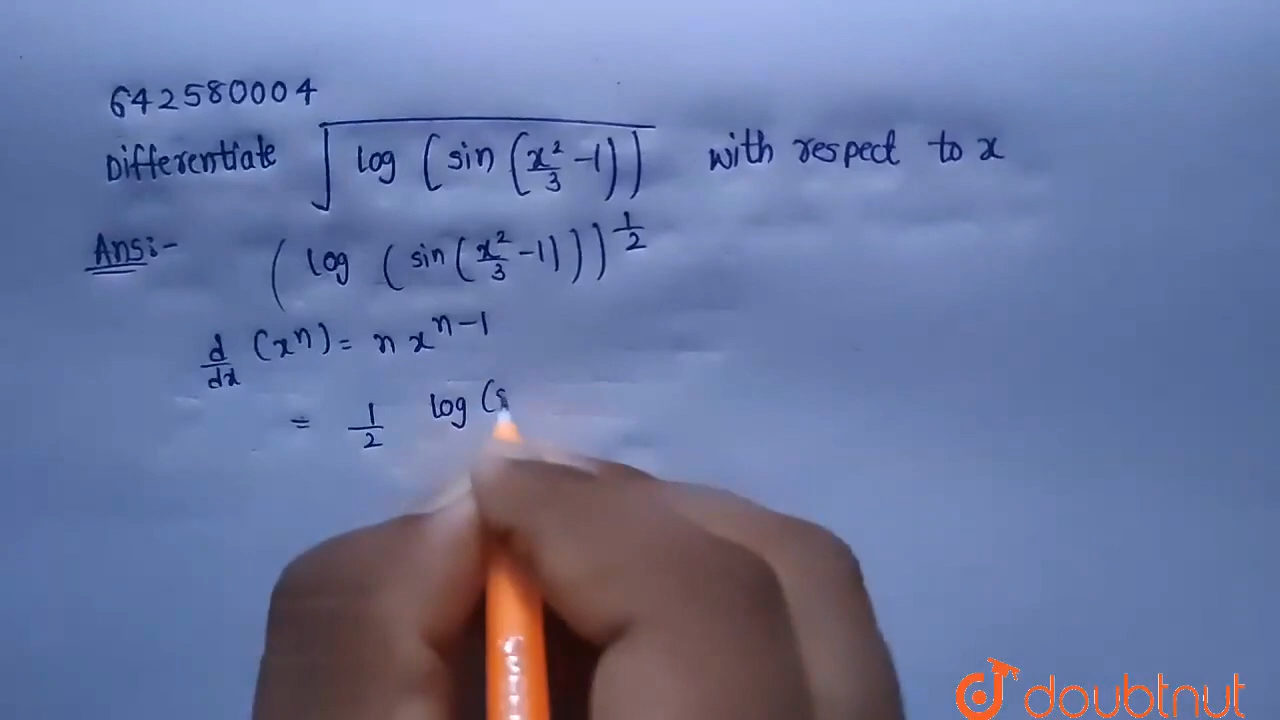 642580004
Differentiate √(log (sin (x²/3 -1))) with respect to x
Ans:- (log (sin(x²/3 -1)))^(1/2)
d/dx (xⁿ) = n x^(n-1)
= 1/2 log (s
doubtnut